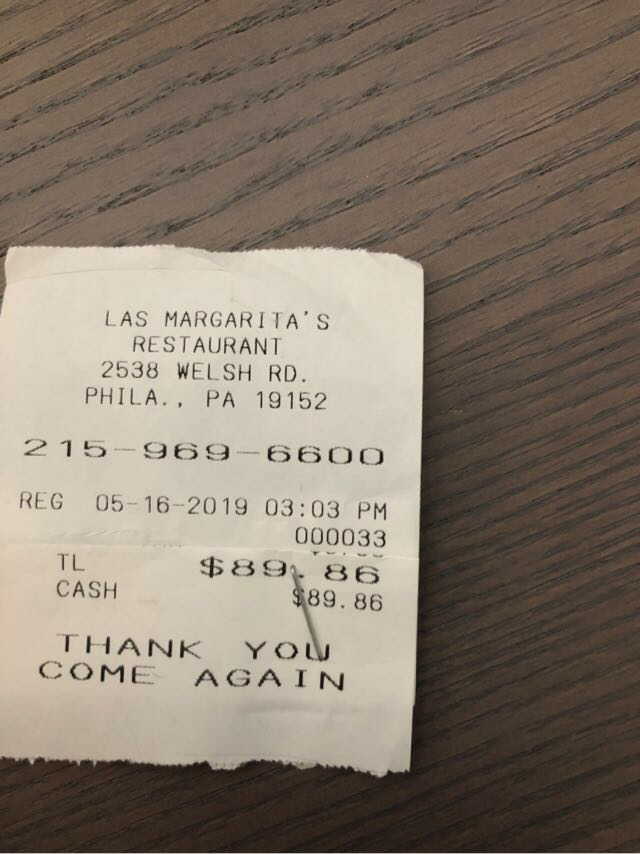 LAS MARGARITA'S
RESTAURANT
2538 WELSH RD.
PHILA., PA 19152
215-969-6600
REG 05-16-2019 03:03 PM
000033
TL $89.86
CASH $89.86
THANK YOU
COME AGAIN